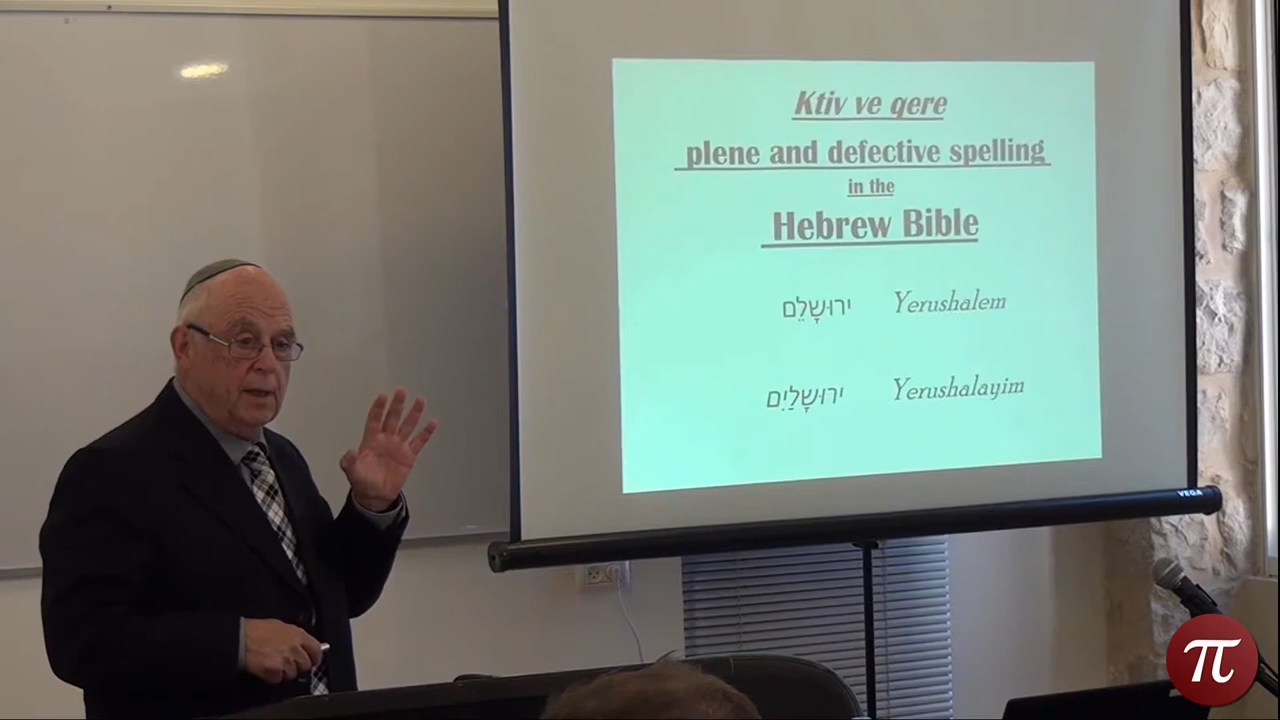 Ktiv ve qere
plene and defective spelling
in the
Hebrew Bible
ירוּשָׁלֵם Yerushalem
ירוּשָׁלַיִם Yerushalayim
VEGA
π